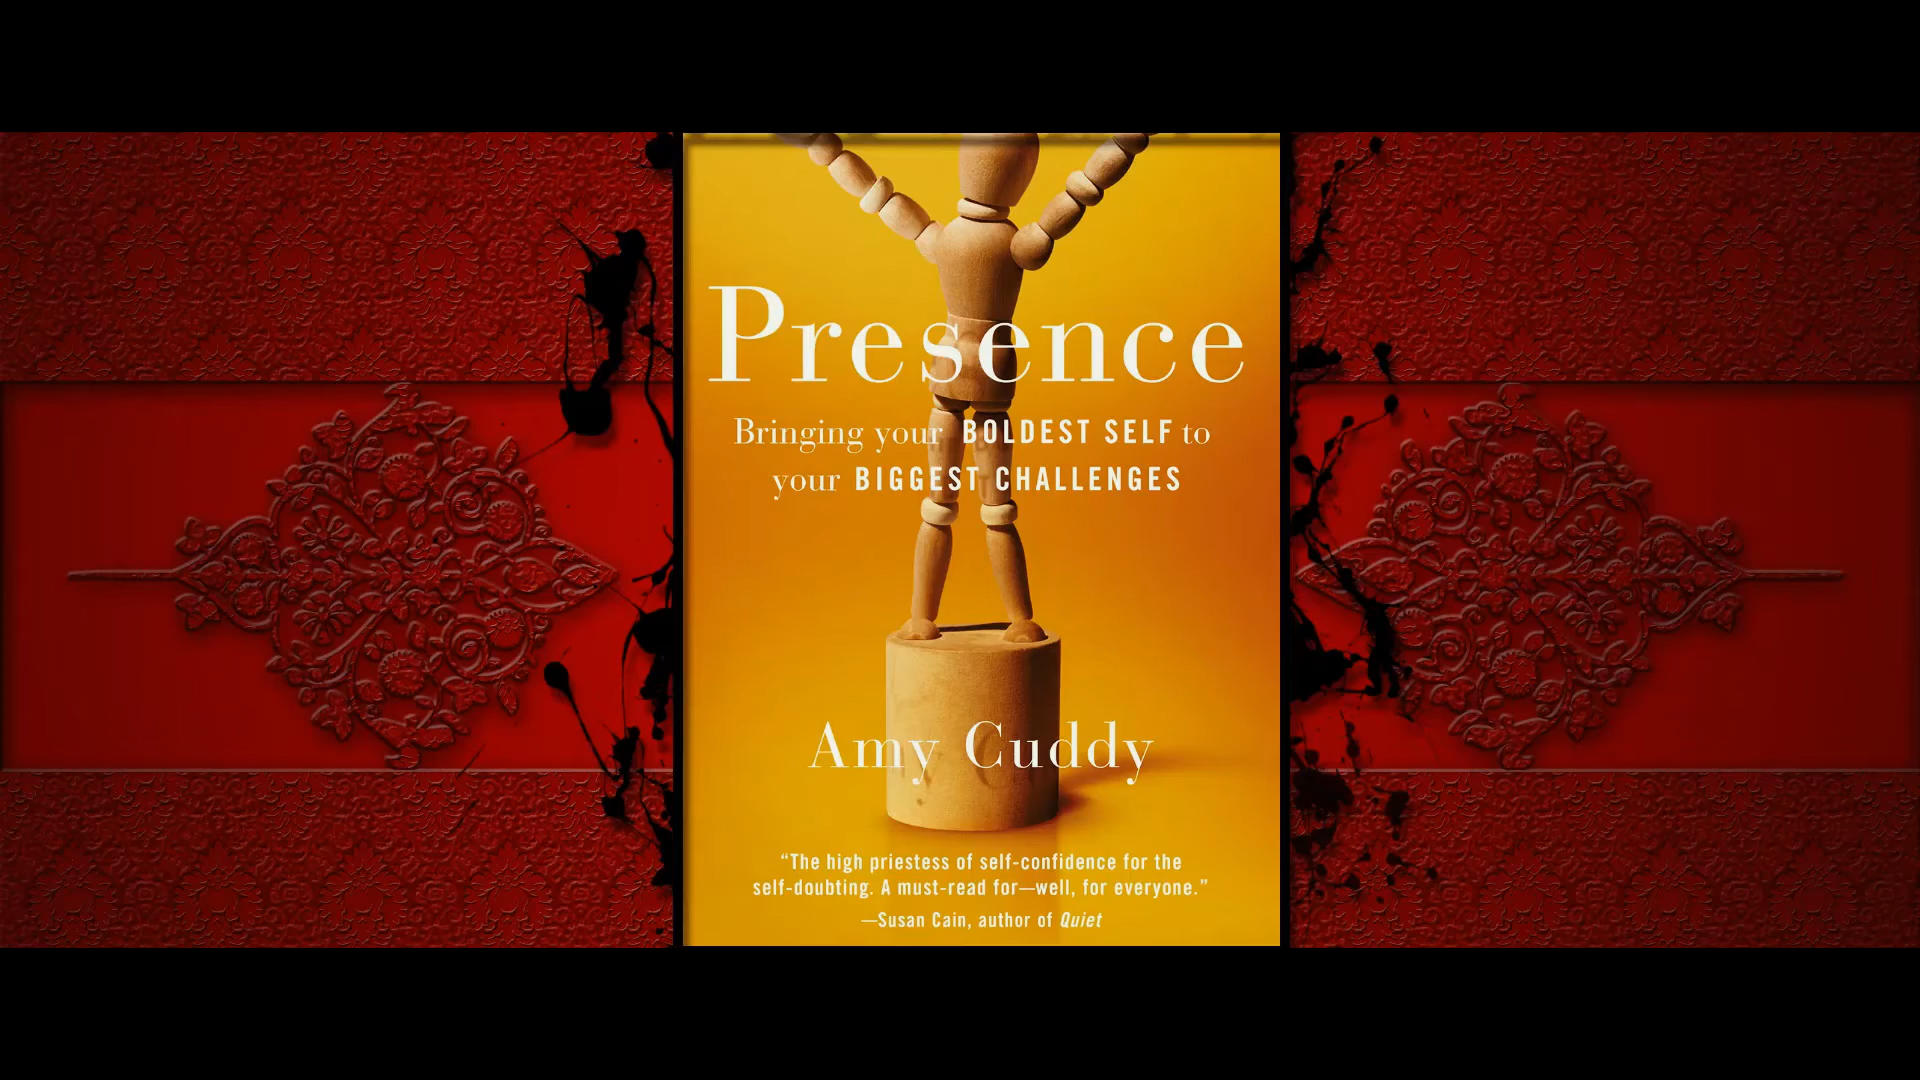 Presence
Bringing your BOLDEST SELF to
your BIGGEST CHALLENGES
Amy Cuddy
“The high priestess of self-confidence for the
self-doubting. A must-read for—well, for everyone.”
—Susan Cain, author of Quiet